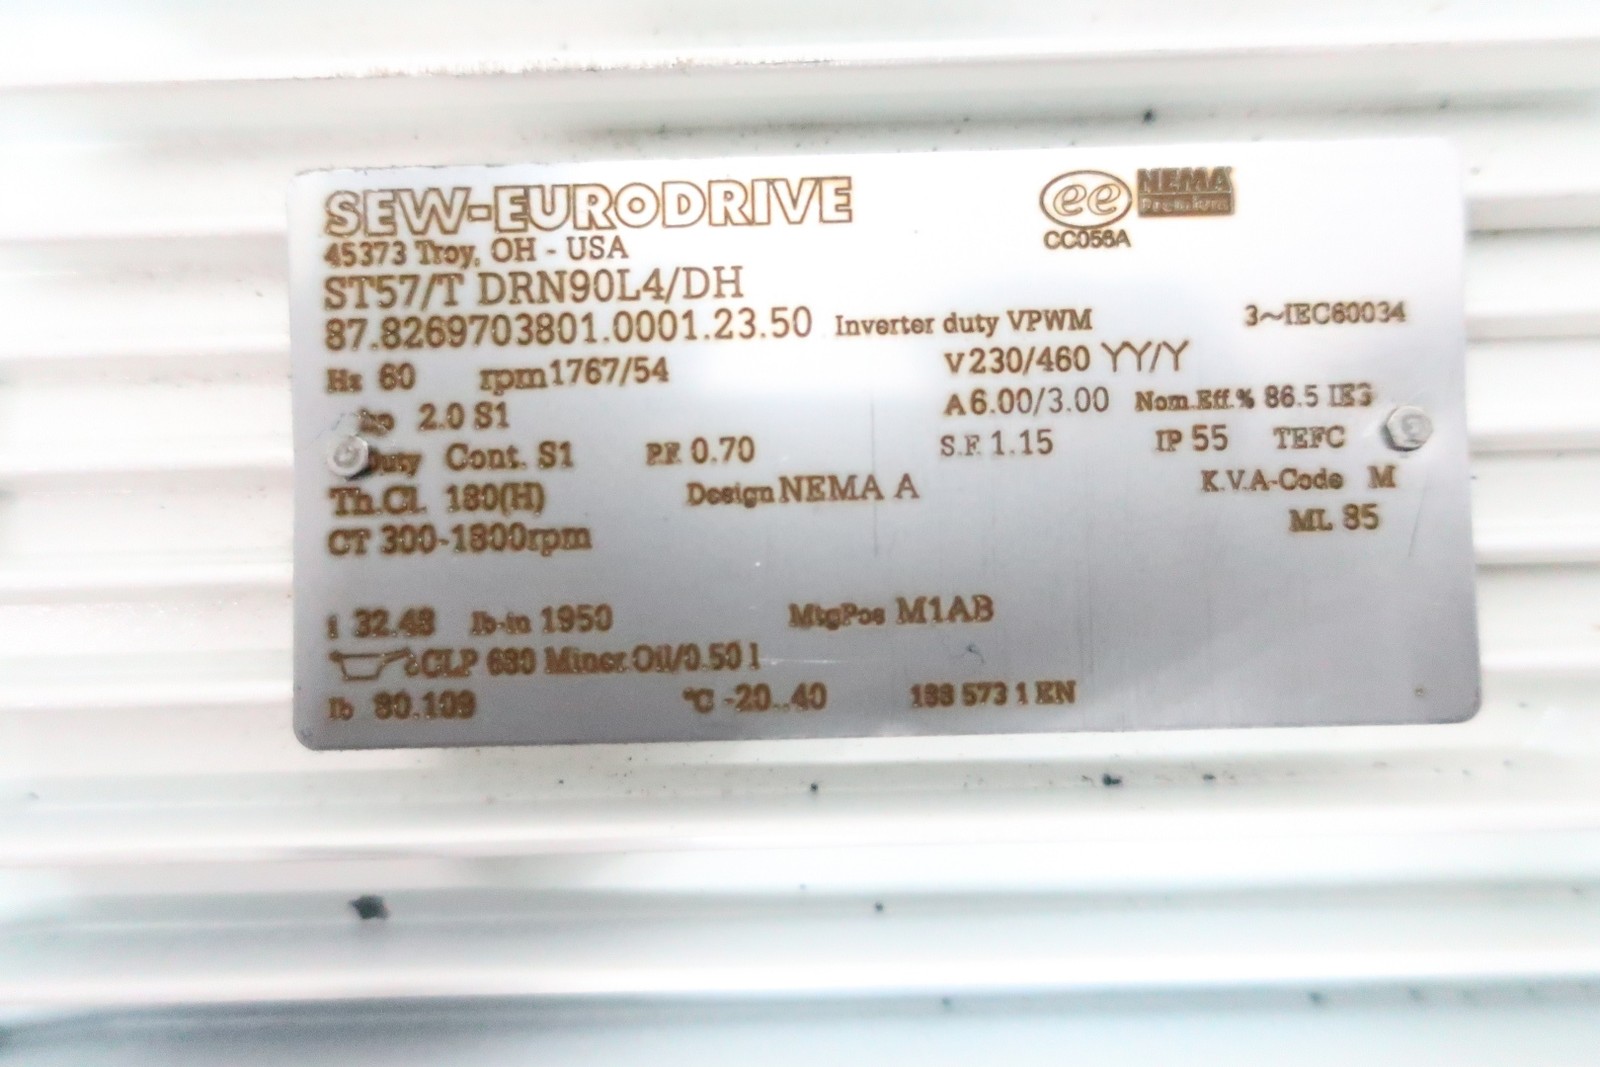 SEW-EURODRIVE
ee NEMA Premium
45373 Troy, OH - USA
CC056A
ST57/T DRN90L4/DH
87.8269703801.0001.23.50 Inverter duty VPWM 3~IEC60034
Hz 60 rpm 1767/54 V 230/460 YY/Y
hp 2.0 S1 A 6.00/3.00 Nom.Eff.% 86.5 IE3
Duty Cont. S1 P.F. 0.70 S.F. 1.15 IP 55 TEFC
Th.Cl. 180(H) Design NEMA A K.V.A-Code M
CT 300-1800rpm ML 85
i 32.48 lb-in 1950 MtgPos M1AB
CLP 680 Miner.Oil/0.50 l
lb 80.109 °C -20..40 188 573 1 EN